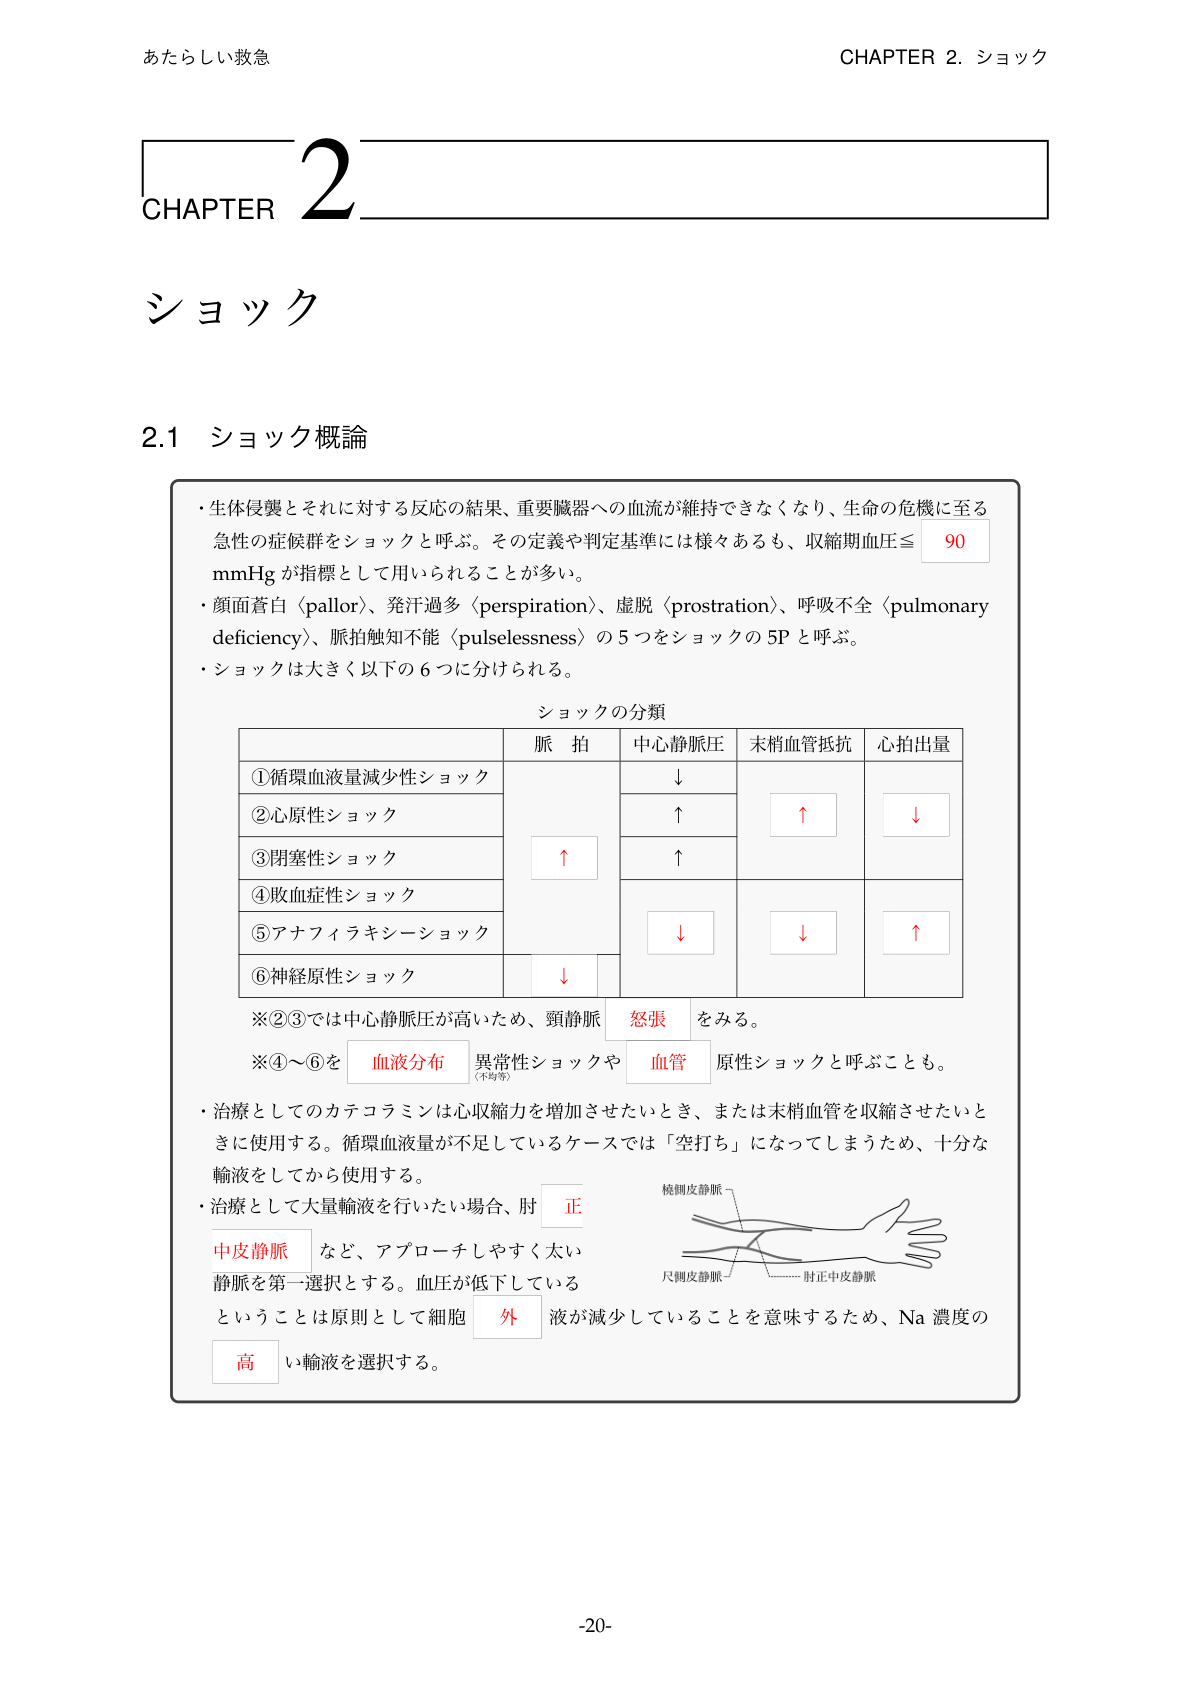 あたらしい救急 CHAPTER 2. ショック
CHAPTER 2
ショック
2.1 ショック概論
・生体侵襲とそれに対する反応の結果、重要臓器への血流が維持できなくなり、生命の危機に至る
急性の症候群をショックと呼ぶ。その定義や判定基準には様々あるも、収縮期血圧≦ 90
mmHg が指標として用いられることが多い。
・顔面蒼白〈pallor〉、発汗過多〈perspiration〉、虚脱〈prostration〉、呼吸不全〈pulmonary
deficiency〉、脈拍触知不能〈pulselessness〉の 5 つをショックの 5P と呼ぶ。
・ショックは大きく以下の 6 つに分けられる。
ショックの分類
脈 拍 中心静脈圧 末梢血管抵抗 心拍出量
①循環血液量減少性ショック ↓
②心原性ショック ↑ ↑ ↓
③閉塞性ショック ↑ ↑
④敗血症性ショック
⑤アナフィラキシーショック ↓ ↓ ↑
⑥神経原性ショック ↓
※②③では中心静脈圧が高いため、頸静脈 怒張 をみる。
※④〜⑥を 血液分布 異常性ショックや 血管 原性ショックと呼ぶことも。
〈不均等〉
・治療としてのカテコラミンは心収縮力を増加させたいとき、または末梢血管を収縮させたいと
きに使用する。循環血液量が不足しているケースでは「空打ち」になってしまうため、十分な
輸液をしてから使用する。
・治療として大量輸液を行いたい場合、肘 正
中皮静脈 など、アプローチしやすく太い
静脈を第一選択とする。血圧が低下している
ということは原則として細胞 外 液が減少していることを意味するため、Na 濃度の
高 い輸液を選択する。
橈側皮静脈
尺側皮静脈 肘正中皮静脈
-20-